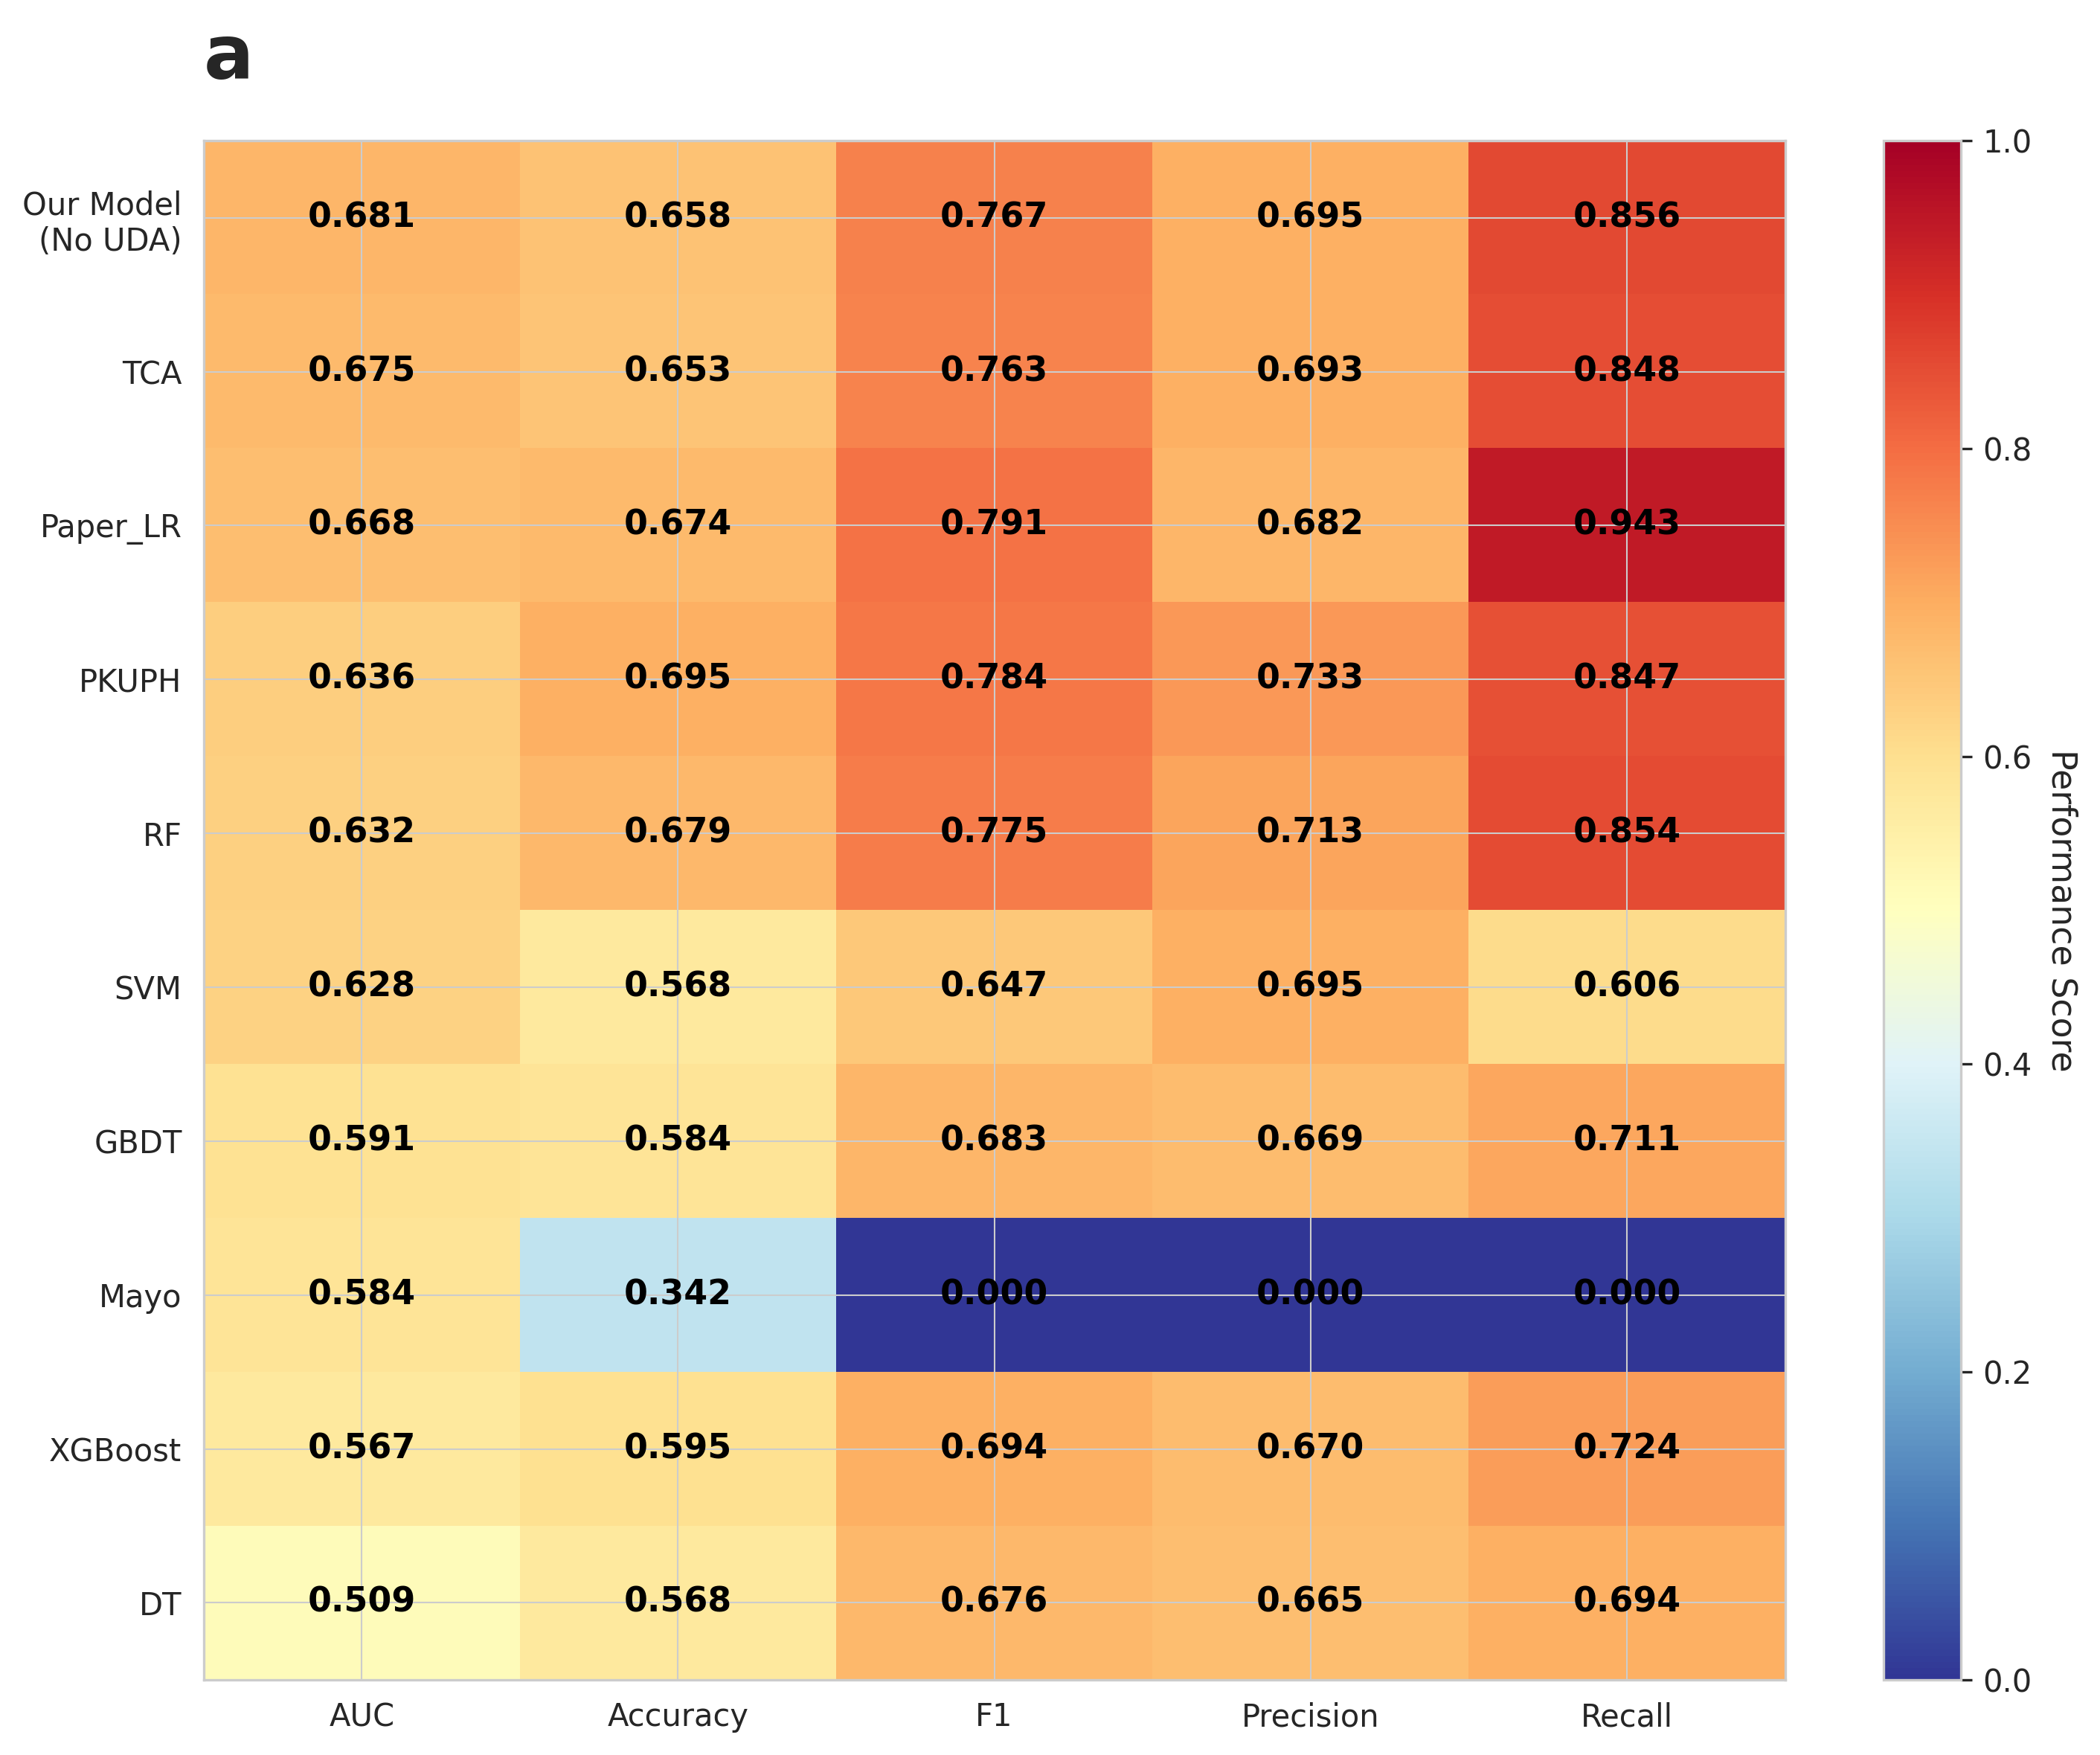 a
Our Model
(No UDA)
0.681 0.658 0.767 0.695 0.856
TCA 0.675 0.653 0.763 0.693 0.848
Paper_LR 0.668 0.674 0.791 0.682 0.943
PKUPH 0.636 0.695 0.784 0.733 0.847
RF 0.632 0.679 0.775 0.713 0.854
SVM 0.628 0.568 0.647 0.695 0.606
GBDT 0.591 0.584 0.683 0.669 0.711
Mayo 0.584 0.342 0.000 0.000 0.000
XGBoost 0.567 0.595 0.694 0.670 0.724
DT 0.509 0.568 0.676 0.665 0.694
AUC Accuracy F1 Precision Recall
1.0
0.8
0.6
0.4
0.2
0.0
Performance Score